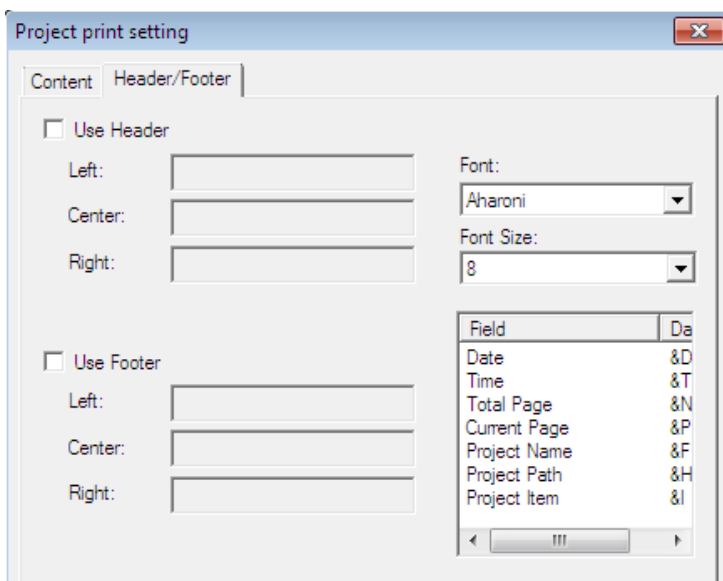 Project print setting
Content Header/Footer
Use Header
Left:
Center:
Right:
Font:
Aharoni
Font Size:
8
Use Footer
Left:
Center:
Right:
Field Da
Date &D
Time &T
Total Page &N
Current Page &P
Project Name &F
Project Path &H
Project Item &I